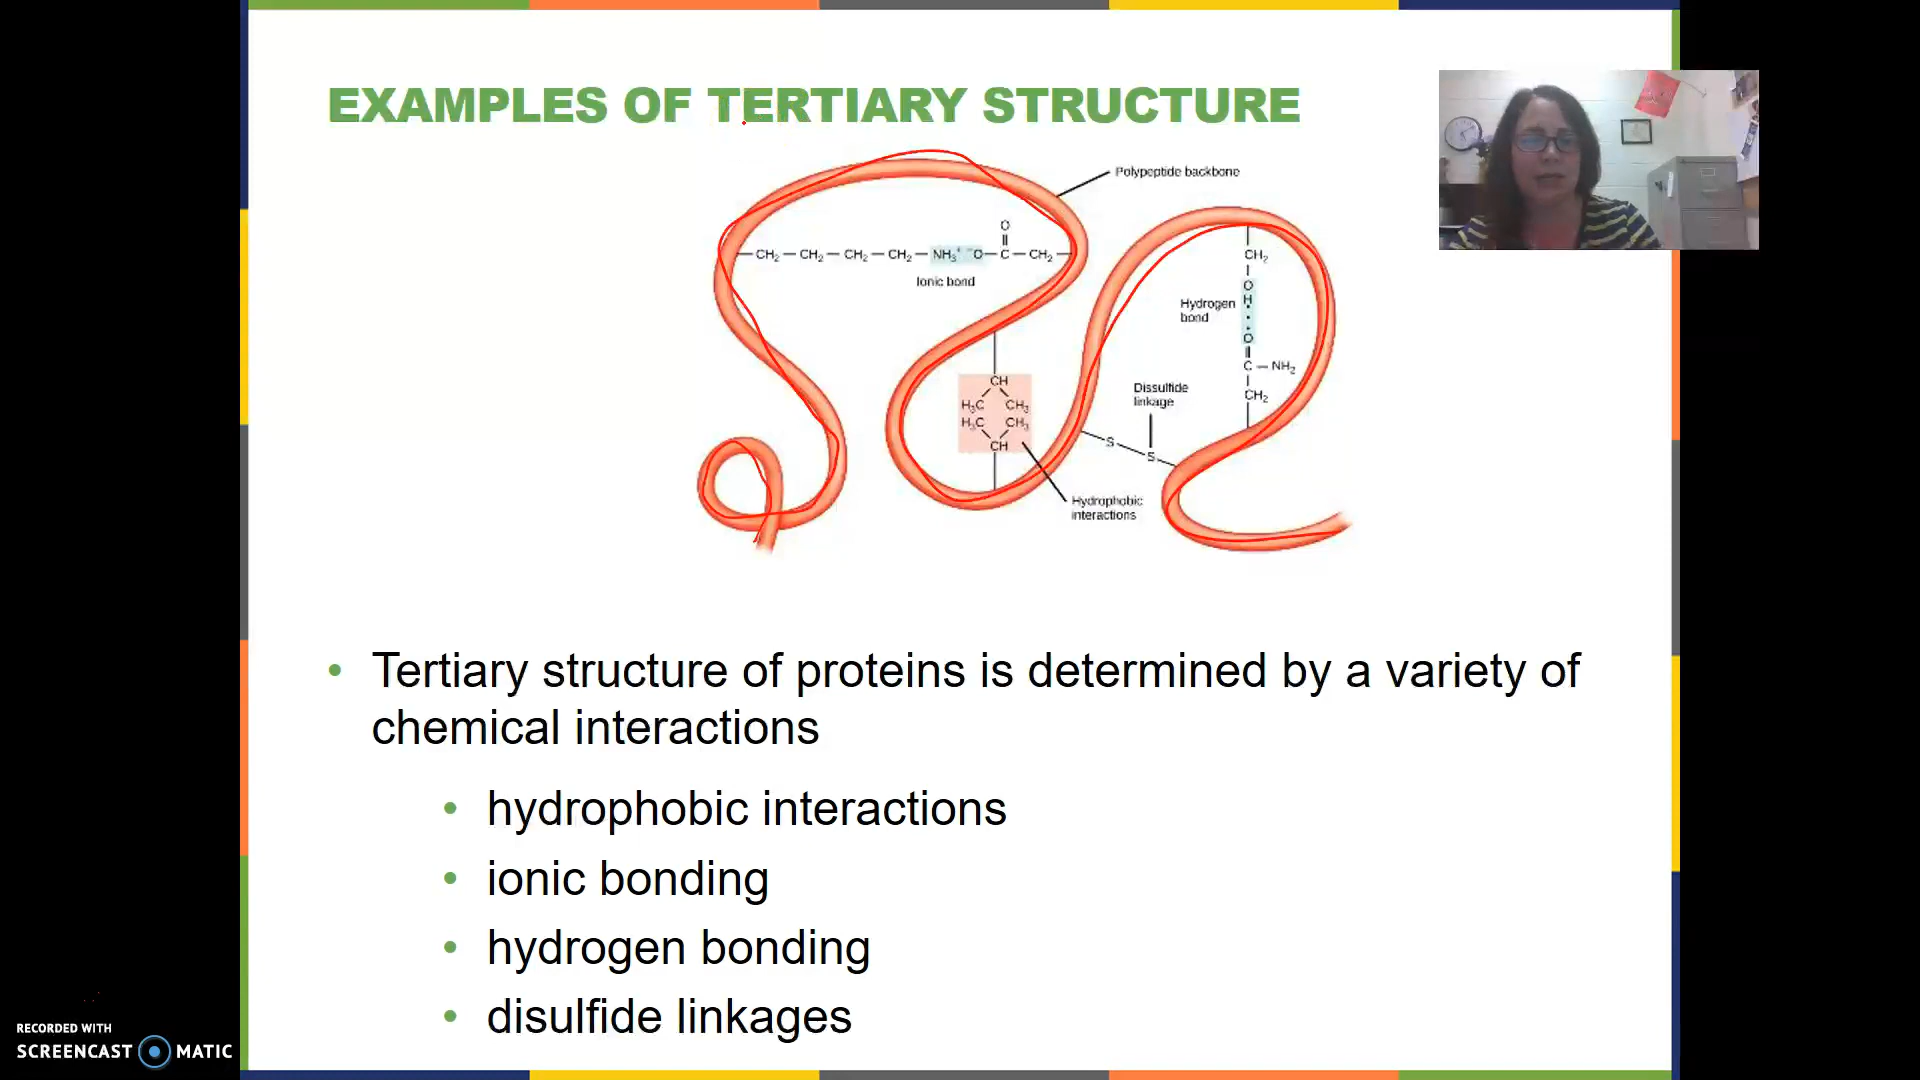 EXAMPLES OF TERTIARY STRUCTURE
Polypeptide backbone
O
CH₂ CH₂ CH₂ CH₂ NH₃⁺ ⁻O C CH₂
Ionic bond
CH₂
O
H
Hydrogen
bond
O
C NH₂
CH₂
CH
H₃C CH₃
H₃C CH₃
CH
Dissulfide
linkage
S
S
Hydrophobic
interactions
• Tertiary structure of proteins is determined by a variety of
chemical interactions
• hydrophobic interactions
• ionic bonding
• hydrogen bonding
• disulfide linkages
RECORDED WITH
SCREENCAST MATIC